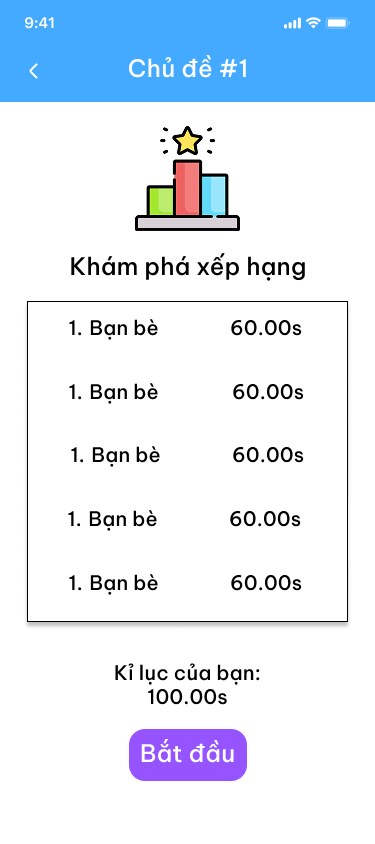 9:41
Chủ đề #1
Khám phá xếp hạng
1. Bạn bè 60.00s
1. Bạn bè 60.00s
1. Bạn bè 60.00s
1. Bạn bè 60.00s
1. Bạn bè 60.00s
Kỉ lục của bạn:
100.00s
Bắt đầu